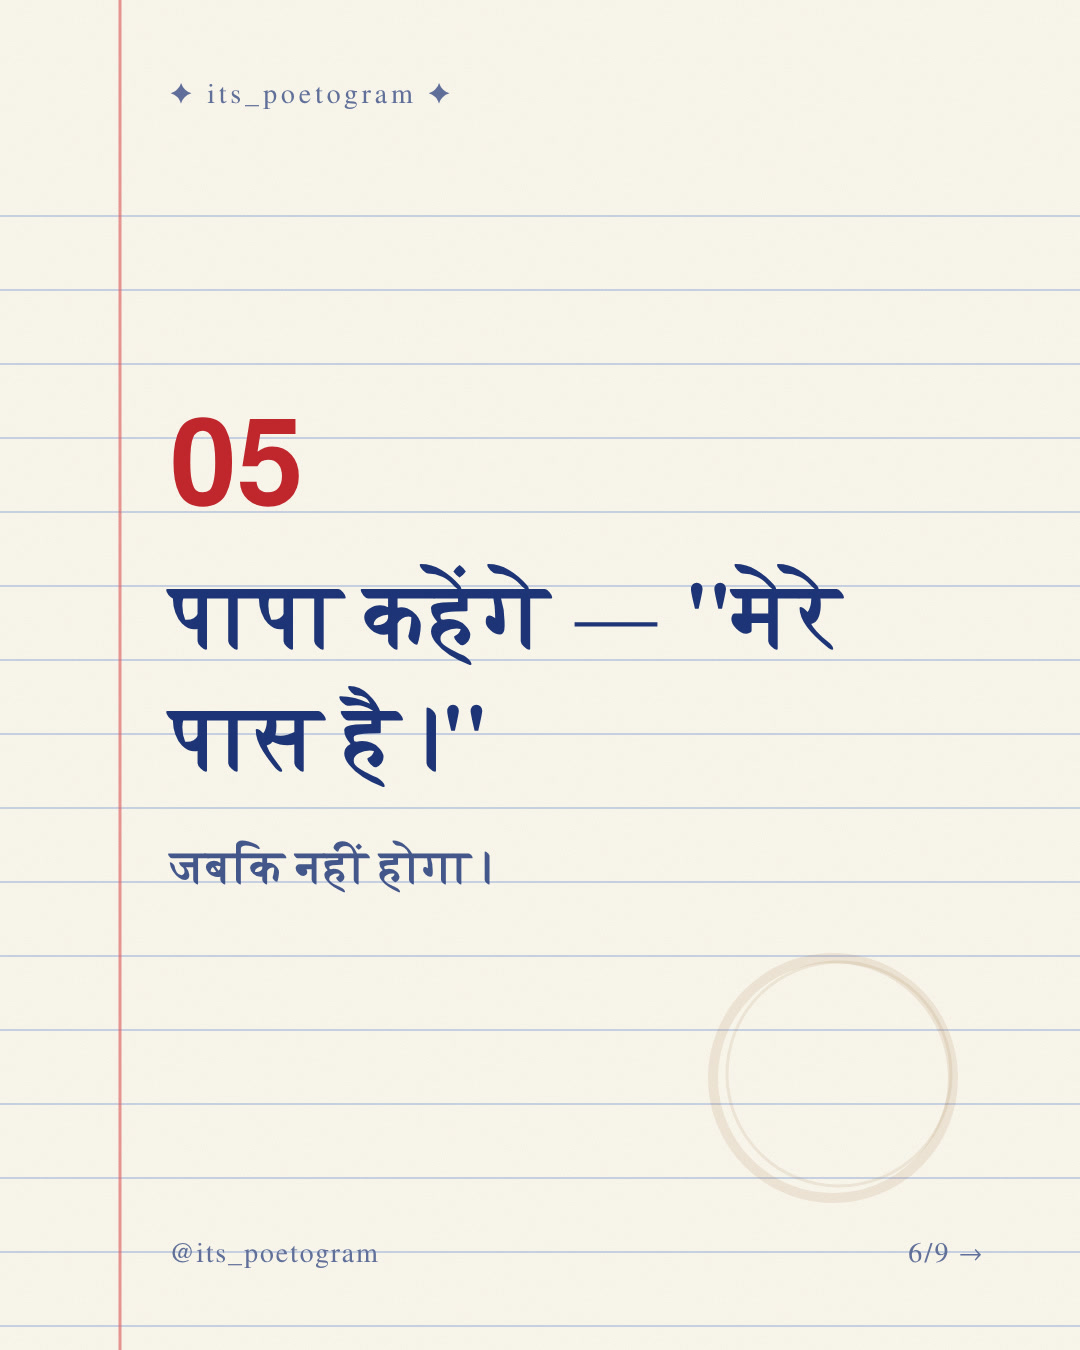 ✦ its_poetogram ✦
05
पापा कहेंगे — "मेरे
पास है।"
जबकि नहीं होगा।
@its_poetogram
6/9 →